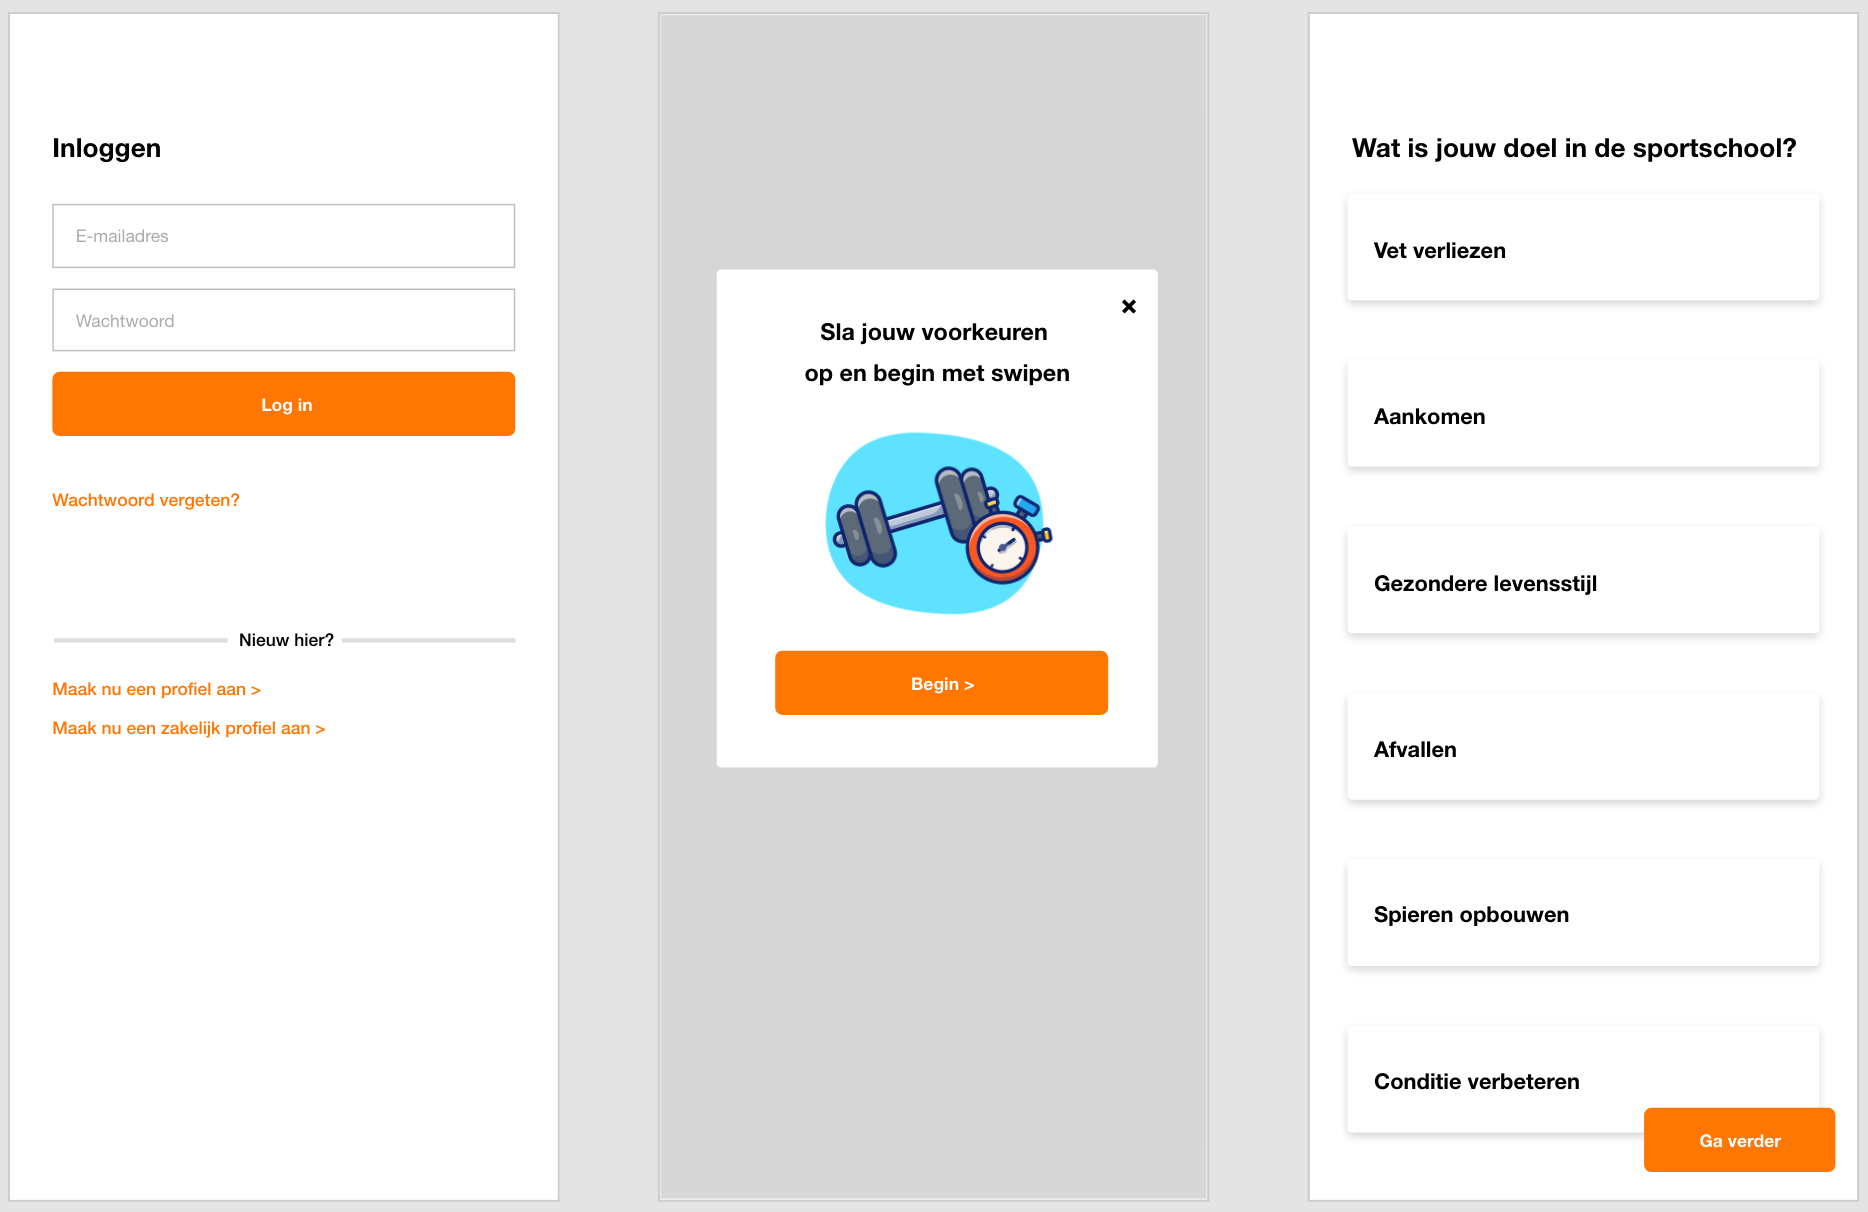 Inloggen
E-mailadres
Wachtwoord
Log in
Wachtwoord vergeten?
Nieuw hier?
Maak nu een profiel aan >
Maak nu een zakelijk profiel aan >
Sla jouw voorkeuren
op en begin met swipen
Begin >
Wat is jouw doel in de sportschool?
Vet verliezen
Aankomen
Gezondere levensstijl
Afvallen
Spieren opbouwen
Conditie verbeteren
Ga verder